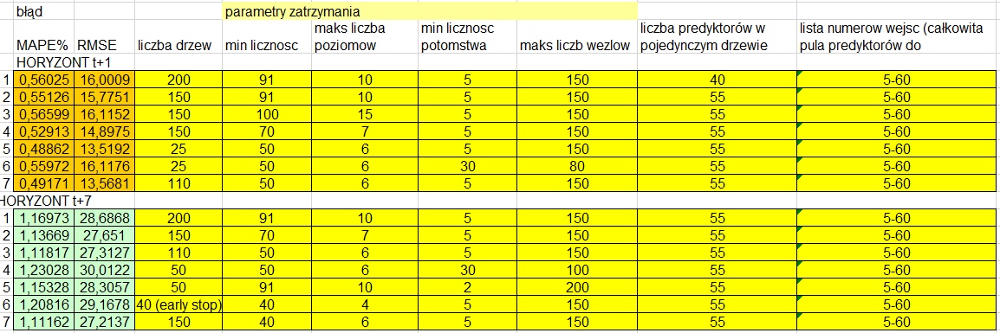 błąd parametry zatrzymania
MAPE% RMSE liczba drzew min licznosc maks liczba poziomow min licznosc potomstwa maks liczb wezlow liczba predyktorów w pojedynczym drzewie lista numerow wejsc (całkowita pula predyktorów do
HORYZONT t+1
1 0,56025 16,0009 200 91 10 5 150 40 5-60
2 0,55126 15,7751 150 91 10 5 150 55 5-60
3 0,56599 16,1152 150 100 15 5 150 55 5-60
4 0,52913 14,8975 150 70 7 5 150 55 5-60
5 0,48862 13,5192 25 50 6 5 150 55 5-60
6 0,55972 16,1176 25 50 6 30 80 55 5-60
7 0,49171 13,5681 110 50 6 5 150 55 5-60
HORYZONT t+7
1 1,16973 28,6868 200 91 10 5 150 55 5-60
2 1,13669 27,651 150 70 7 5 150 55 5-60
3 1,11817 27,3127 110 50 6 5 150 55 5-60
4 1,23028 30,0122 50 50 6 30 100 55 5-60
5 1,15328 28,3057 50 91 10 2 200 55 5-60
6 1,20816 29,1678 40 (early stop) 40 4 5 150 55 5-60
7 1,11162 27,2137 150 40 6 5 150 55 5-60